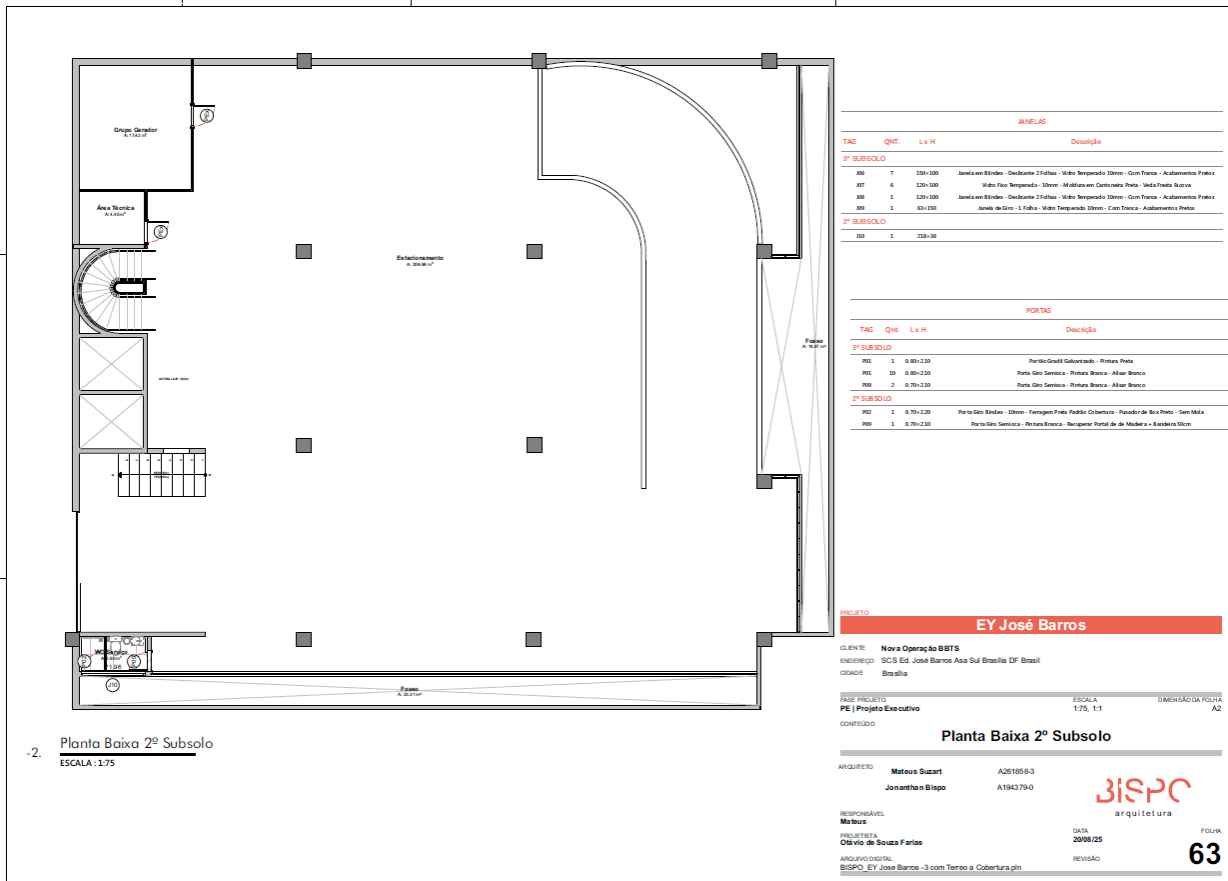 Grupo Gerador
A: 17,42 m²
Área Técnica
A: 4,45 m²
Estacionamento
Fosso
WC Serviço
J10
Fosso
A: 23,21 m²
-2.
Planta Baixa 2º Subsolo
ESCALA : 1:75
JANELAS
TAG QNT. L x H Descrição
3º SUBSOLO
J06 7 150×100 Janela em Blindex - Deslizante 2 Folhas - Vidro Temperado 10mm - Com Tranca - Acabamentos Pretos
J07 6 120×100 Vidro Fixo Temperado - 10mm - Moldura em Cantoneira Preta - Veda Fresta Escova
J08 1 120×100 Janela em Blindex - Deslizante 2 Folhas - Vidro Temperado 10mm - Com Tranca - Acabamentos Pretos
J09 1 63×150 Janela de Giro - 1 Folha - Vidro Temperado 10mm - Com Tranca - Acabamentos Pretos
2º SUBSOLO
J10 1 218×30
PORTAS
TAG Qnt. L x H Descrição
3º SUBSOLO
P01 1 0.80×2.10 Portão Gradil Galvanizado - Pintura Preta
P01 10 0.80×2.10 Porta Giro Semioca - Pintura Branca - Alisar Branco
P09 2 0.70×2.10 Porta Giro Semioca - Pintura Branca - Alisar Branco
2º SUBSOLO
P02 1 0.70×2.20 Porta Giro Bindex - 10mm - Ferragem Preta Padrão Cobertura - Puxador de Box Preto - Sem Mola
P09 1 0.70×2.10 Porta Giro Semioca - Pintura Branca - Recuperar Portal de de Madeira + Bandeira 50cm
PROJETO
EY José Barros
CLIENTE Nova Operação BBTS
ENDEREÇO SCS Ed. José Barros Asa Sul Brasília DF Brasil
CIDADE Brasília
FASE PROJETO ESCALA DIMENSÃO DA FOLHA
PE | Projeto Executivo 1:75, 1:1 A2
CONTEÚDO
Planta Baixa 2º Subsolo
ARQUITETO
Mateus Suzart A261858-3
Jonanthan Bispo A194379-0
BISPO
arquitetura
RESPONSÁVEL
Mateus
PROJETISTA
Otávio de Souza Farias
DATA FOLHA
20/08/25
63
ARQUIVO DIGITAL REVISÃO
BISPO_EY Jose Barros -3 com Terreo a Cobertura.pln